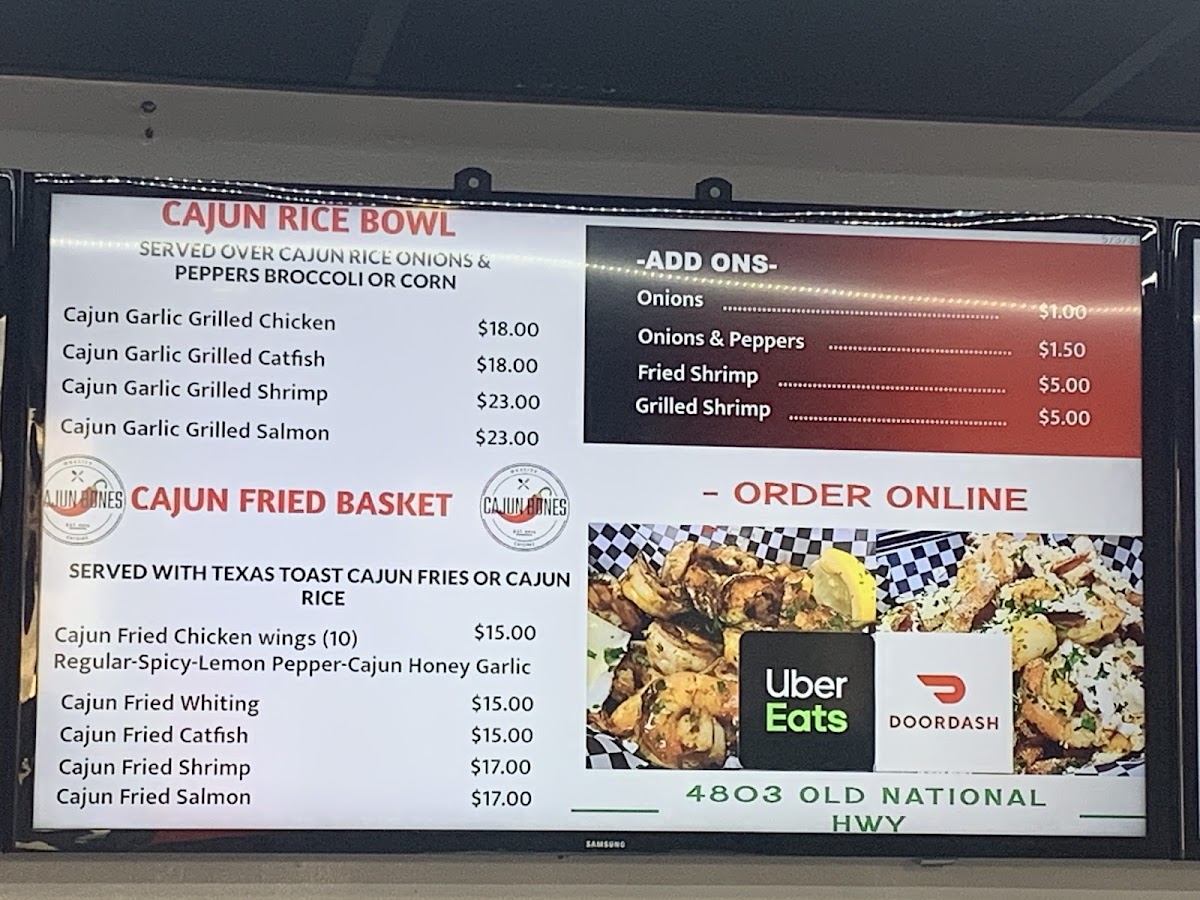 CAJUN RICE BOWL
SERVED OVER CAJUN RICE ONIONS &
PEPPERS BROCCOLI OR CORN
Cajun Garlic Grilled Chicken $18.00
Cajun Garlic Grilled Catfish $18.00
Cajun Garlic Grilled Shrimp $23.00
Cajun Garlic Grilled Salmon $23.00
AJUN BONES
CAJUN FRIED BASKET
CAJUN BONES
SERVED WITH TEXAS TOAST CAJUN FRIES OR CAJUN
RICE
Cajun Fried Chicken wings (10) $15.00
Regular-Spicy-Lemon Pepper-Cajun Honey Garlic
Cajun Fried Whiting $15.00
Cajun Fried Catfish $15.00
Cajun Fried Shrimp $17.00
Cajun Fried Salmon $17.00
-ADD ONS-
Onions $1.00
Onions & Peppers $1.50
Fried Shrimp $5.00
Grilled Shrimp $5.00
- ORDER ONLINE
Uber
Eats
DOORDASH
4803 OLD NATIONAL
HWY
SAMSUNG